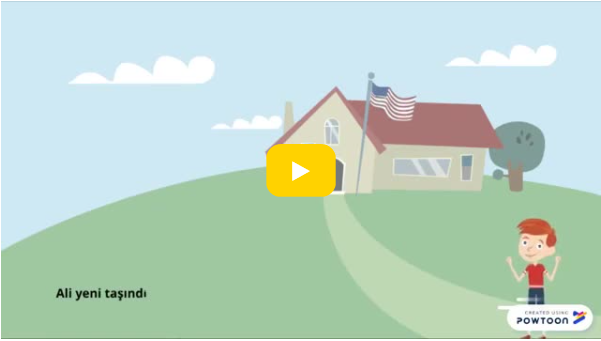 Ali yeni taşındı
CREATED USING
POWTOON